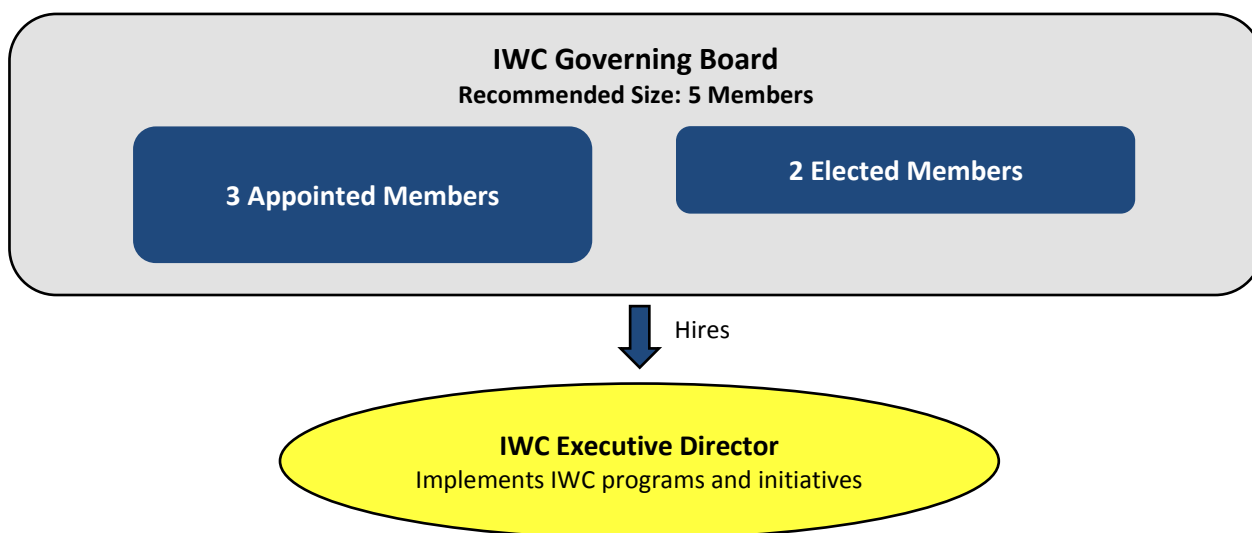 IWC Governing Board
Recommended Size: 5 Members
3 Appointed Members
2 Elected Members
Hires
IWC Executive Director
Implements IWC programs and initiatives